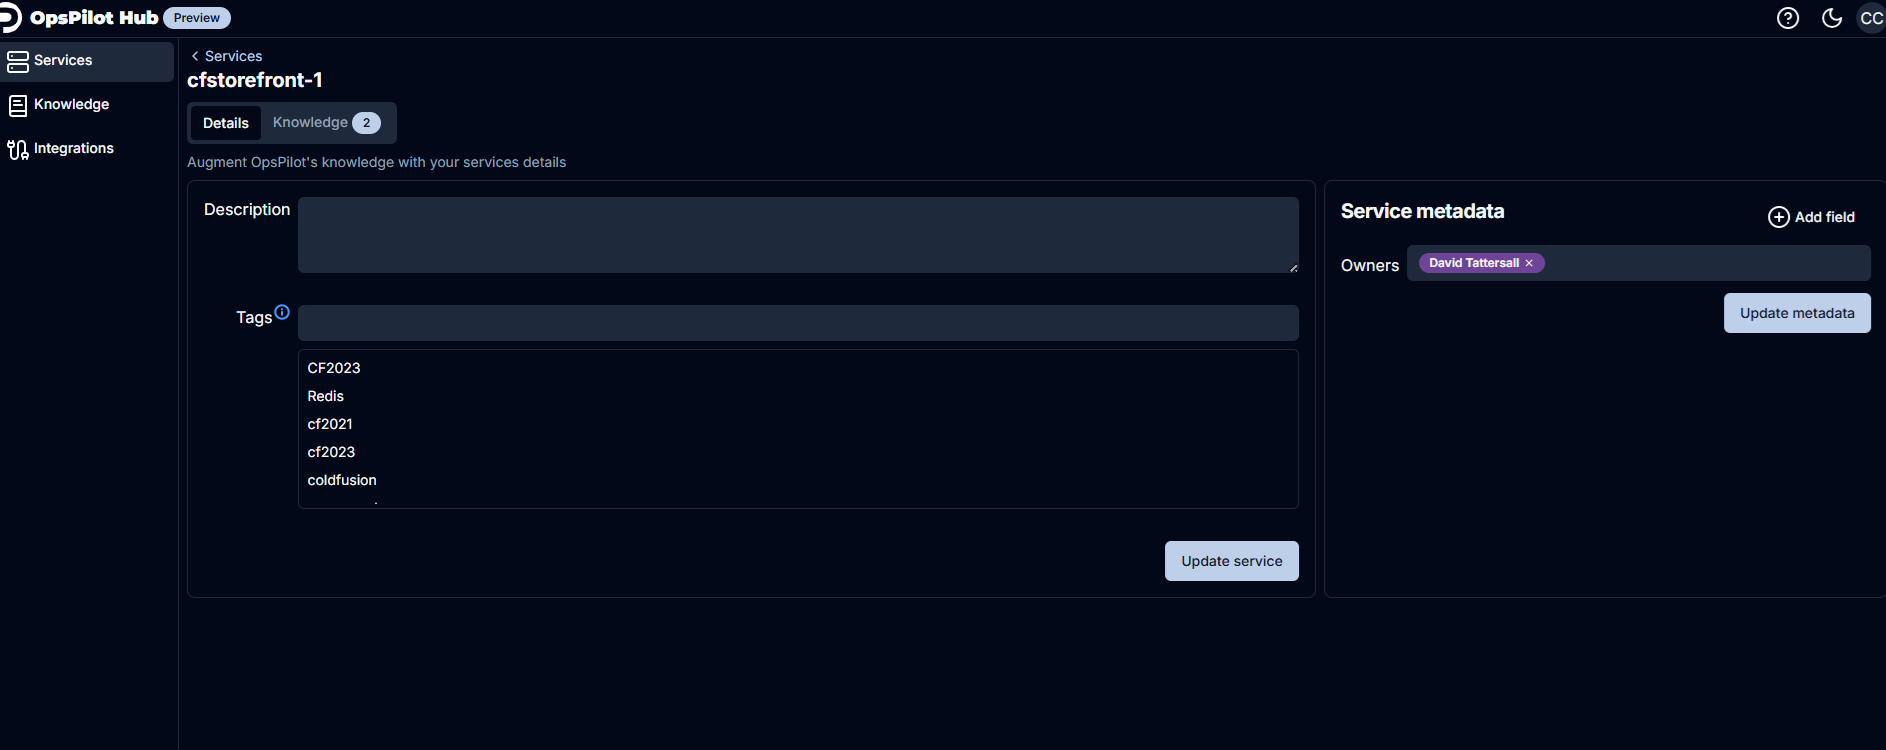 OpsPilot Hub Preview
CC
Services
Knowledge
Integrations
Services
cfstorefront-1
Details Knowledge 2
Augment OpsPilot's knowledge with your services details
Description
Tags
CF2023
Redis
cf2021
cf2023
coldfusion
Update service
Service metadata
Add field
Owners David Tattersall ×
Update metadata